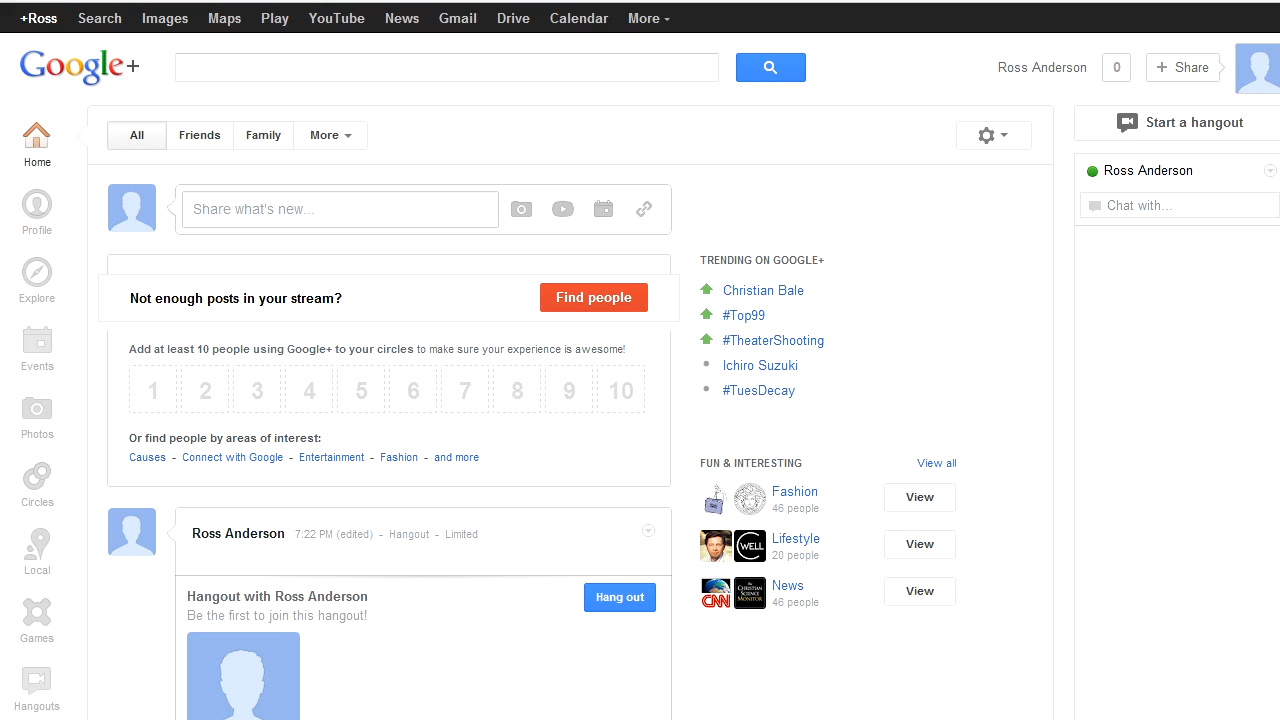 +Ross Search Images Maps Play YouTube News Gmail Drive Calendar More
Google+
Ross Anderson 0 + Share
Home
Profile
Explore
Events
Photos
Circles
Local
Games
Hangouts
All Friends Family More
Share what's new...
Not enough posts in your stream? Find people
Add at least 10 people using Google+ to your circles to make sure your experience is awesome!
1 2 3 4 5 6 7 8 9 10
Or find people by areas of interest:
Causes - Connect with Google - Entertainment - Fashion - and more
Ross Anderson 7:22 PM (edited) - Hangout - Limited
Hangout with Ross Anderson Hang out
Be the first to join this hangout!
TRENDING ON GOOGLE+
Christian Bale
#Top99
#TheaterShooting
Ichiro Suzuki
#TuesDecay
FUN & INTERESTING View all
Fashion
46 people
View
WELL
Lifestyle
20 people
View
CNN
THE CHRISTIAN SCIENCE MONITOR
News
46 people
View
Start a hangout
Ross Anderson
Chat with...